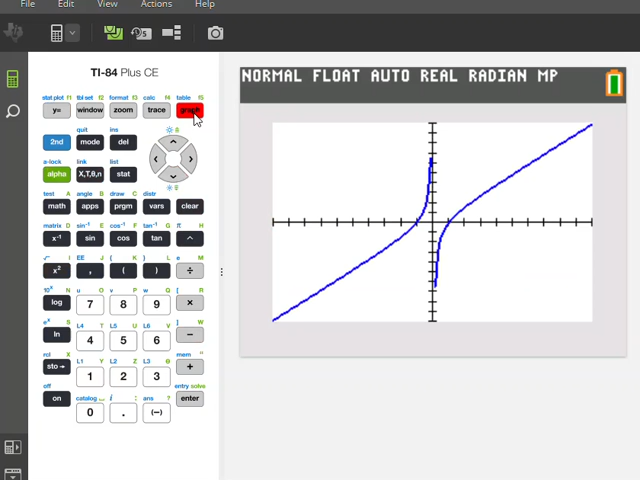 File Edit View Actions Help
TI-84 Plus CE
NORMAL FLOAT AUTO REAL RADIAN MP
stat plot f1 tbl set f2 format f3 calc f4 table f5
y= window zoom trace graph
quit ins
2nd mode del
a-lock link list
alpha X,T,θ,n stat
test A angle B draw C distr
math apps prgm vars clear
matrix D sin⁻¹ E cos⁻¹ F tan⁻¹ G π H
x⁻¹ sin cos tan ^
√ I EE J { K } L e M
x² , ( ) ÷
10ˣ N u O v P w Q [ R
log 7 8 9 ×
eˣ S L4 T L5 U L6 V ] W
ln 4 5 6 −
rcl X L1 Y L2 Z L3 θ mem "
sto→ 1 2 3 +
off catalog ⎵ i : ans ? entry solve
on 0 . (−) enter